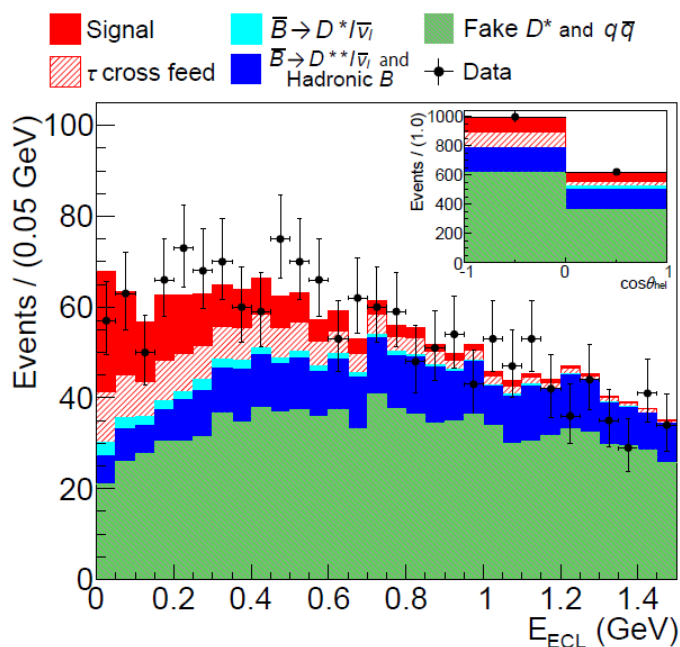 Signal
B̄ → D*lν̄ₗ
Fake D* and qq̄
τ cross feed
B̄ → D**lν̄ₗ and
Hadronic B
Data
Events / (0.05 GeV)
100
80
60
40
20
0
0 0.2 0.4 0.6 0.8 1 1.2 1.4
E_ECL (GeV)
Events / (1.0)
1000
800
600
400
200
0
-1 0 1
cosθ_hel